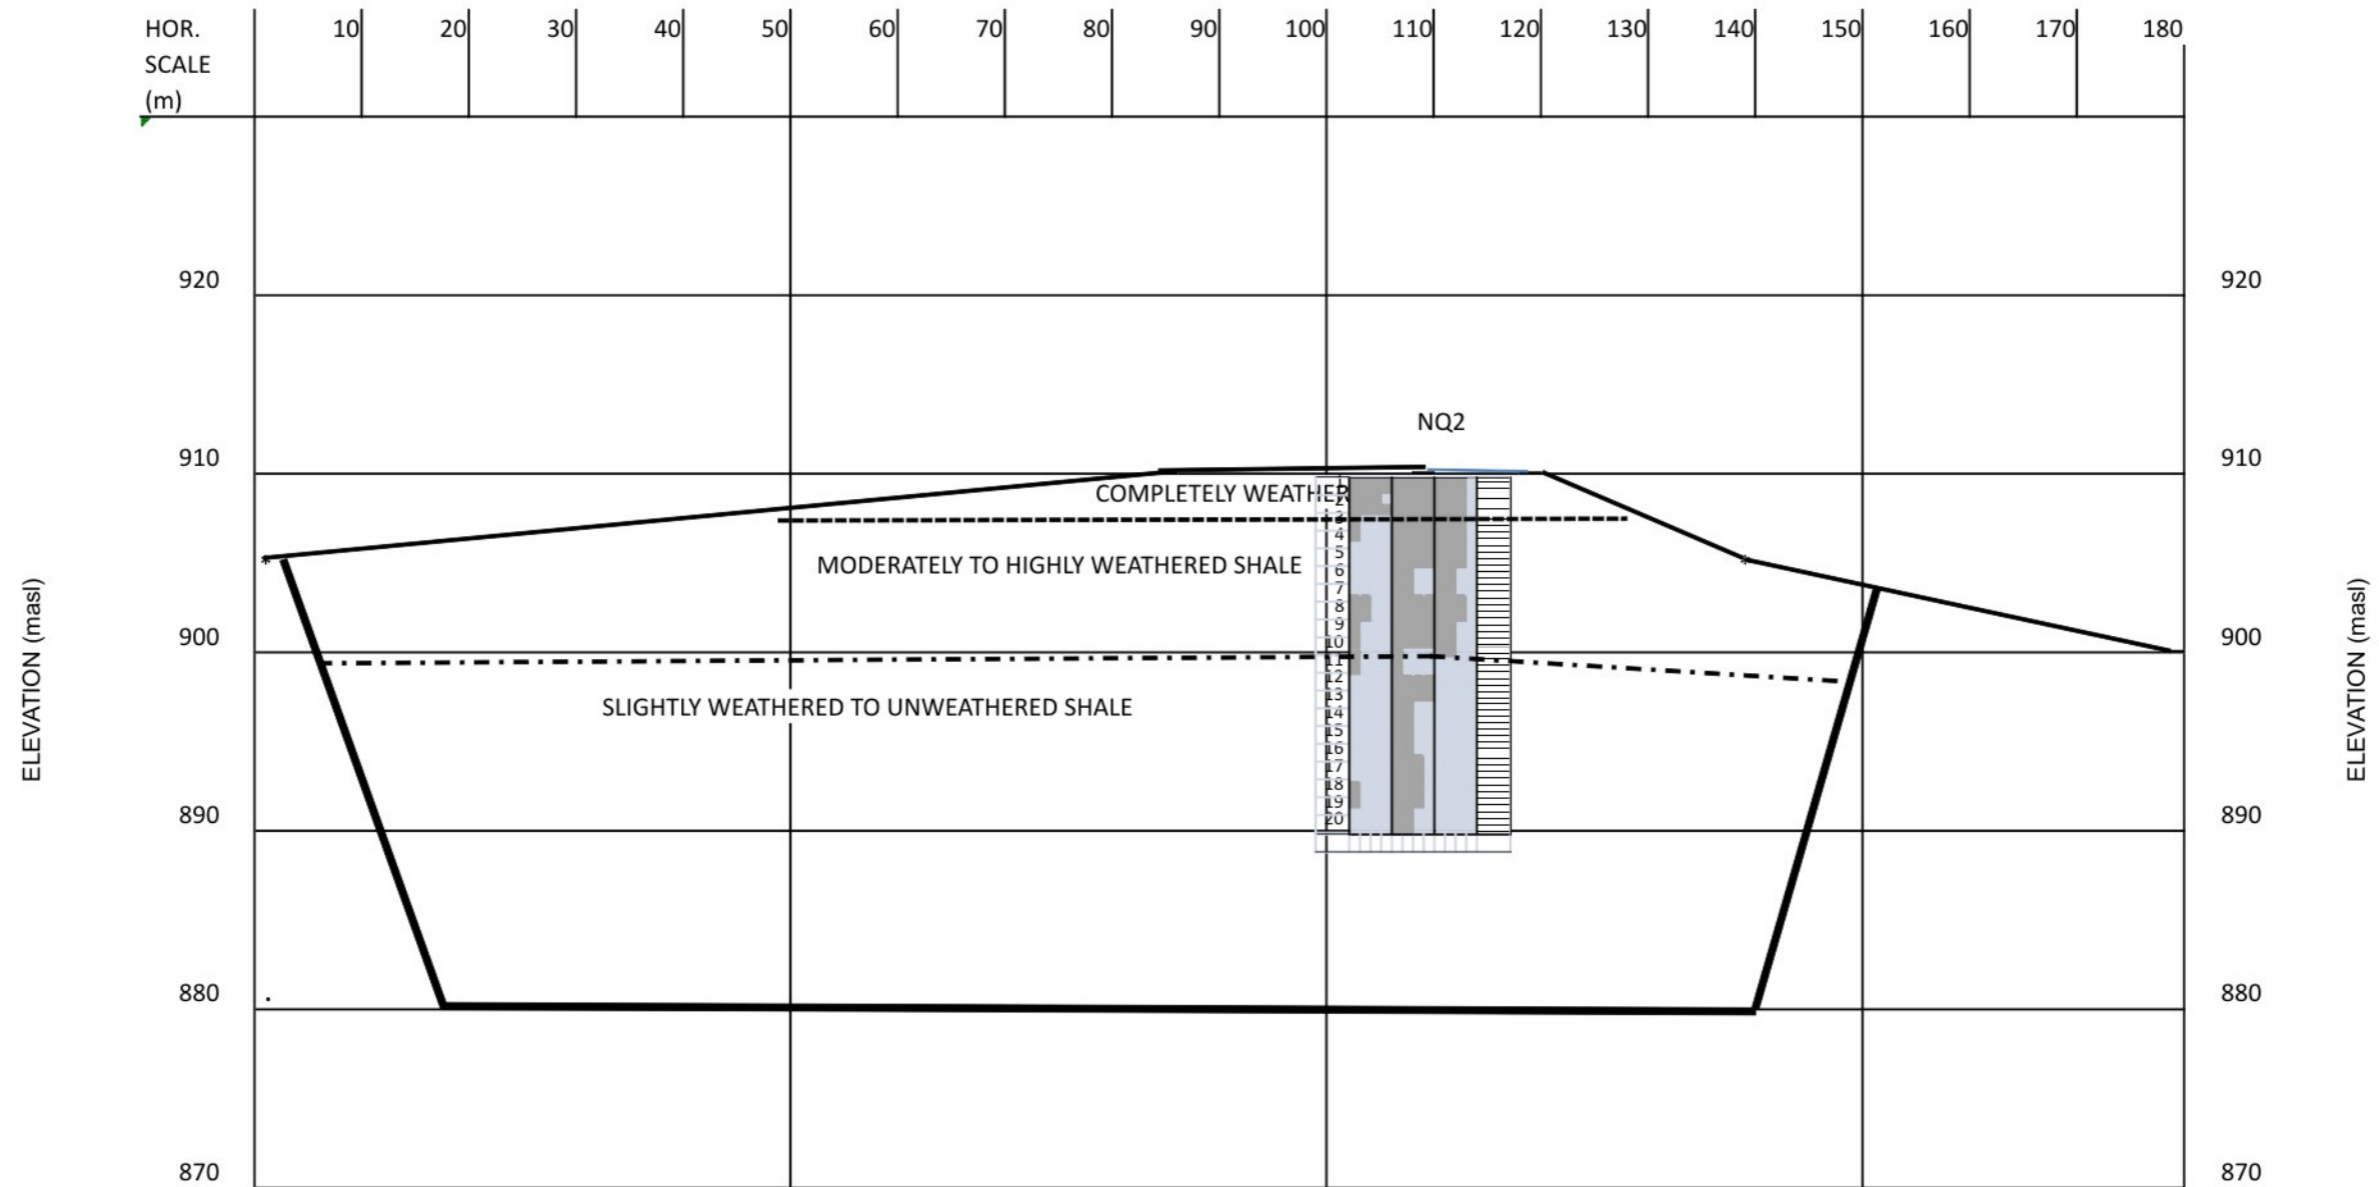 HOR. 10 20 30 40 50 60 70 80 90 100 110 120 130 140 150 160 170 180
SCALE
(m)
920 920
NQ2
910 910
COMPLETELY WEATHER
MODERATELY TO HIGHLY WEATHERED SHALE
900 900
SLIGHTLY WEATHERED TO UNWEATHERED SHALE
2
3
4
5
6
7
8
9
10
11
12
13
14
15
16
17
18
19
20
890 890
880 880
870 870
ELEVATION (masl)
ELEVATION (masl)